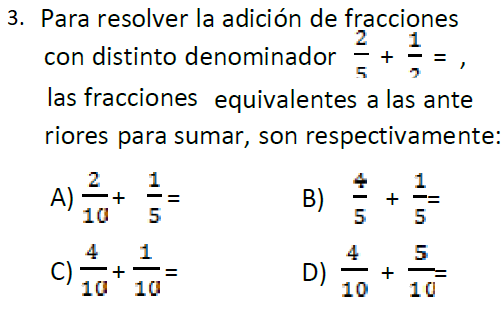 3. Para resolver la adición de fracciones
con distinto denominador 2/5 + 1/2 = ,
las fracciones equivalentes a las ante
riores para sumar, son respectivamente:
A) 2/10 + 1/5 = B) 4/5 + 1/5 =
C) 4/10 + 1/10 = D) 4/10 + 5/10 =